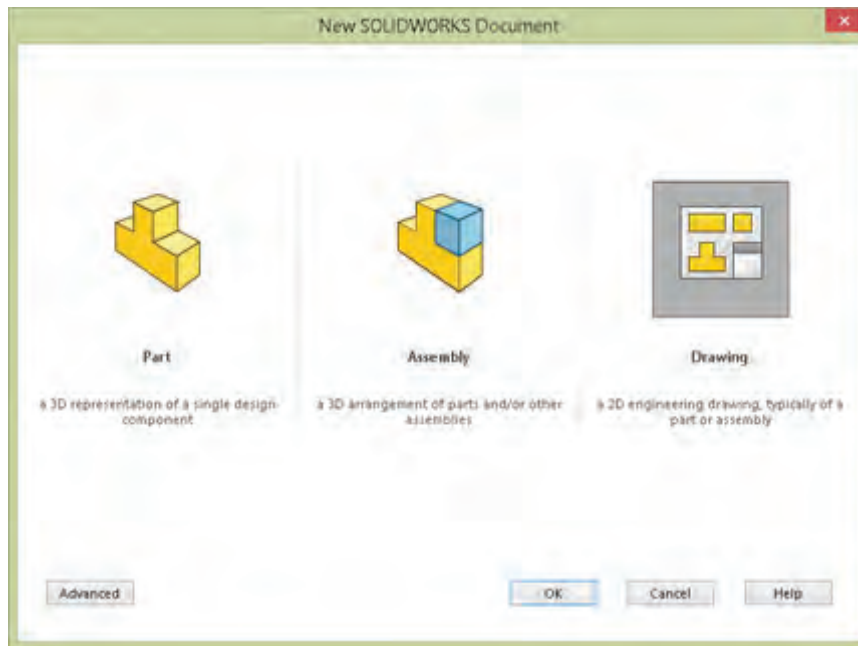 New SOLIDWORKS Document
Part
a 3D representation of a single design
component
Assembly
a 3D arrangement of parts and/or other
assemblies
Drawing
a 2D engineering drawing, typically of a
part or assembly
Advanced
OK
Cancel
Help